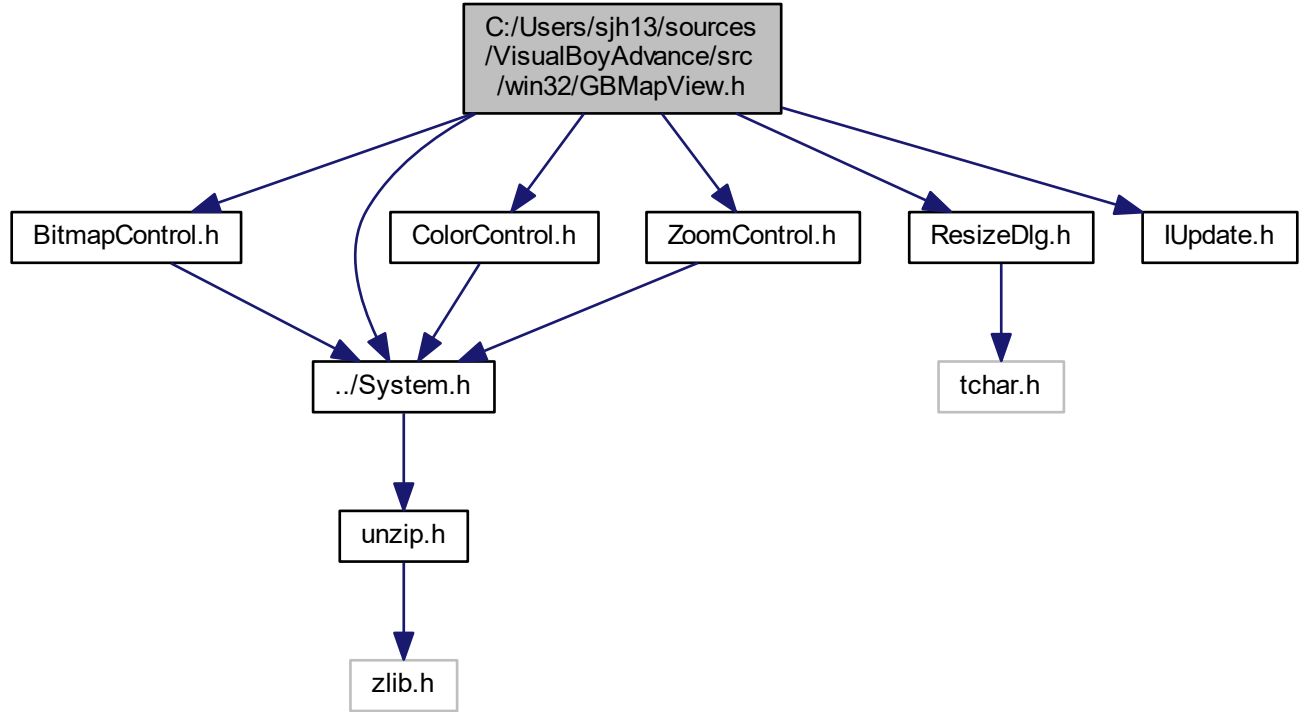 C:/Users/sjh13/sources
/VisualBoyAdvance/src
/win32/GBMapView.h
BitmapControl.h
ColorControl.h
ZoomControl.h
ResizeDlg.h
IUpdate.h
../System.h
tchar.h
unzip.h
zlib.h